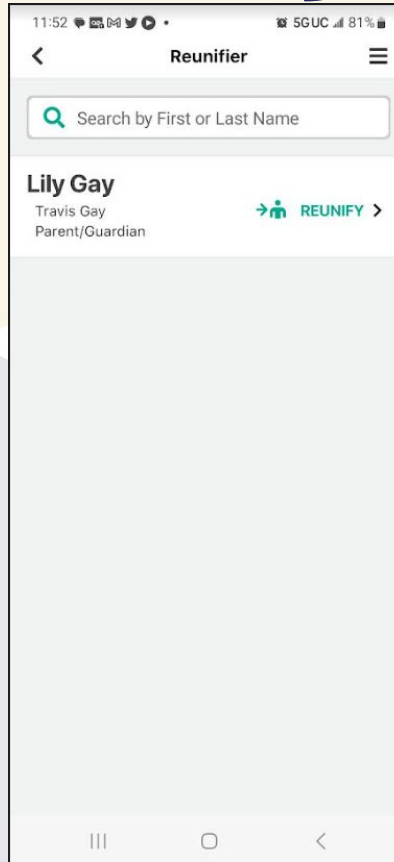 11:52
5GUC 81%
Reunifier
Search by First or Last Name
Lily Gay
Travis Gay
REUNIFY
Parent/Guardian